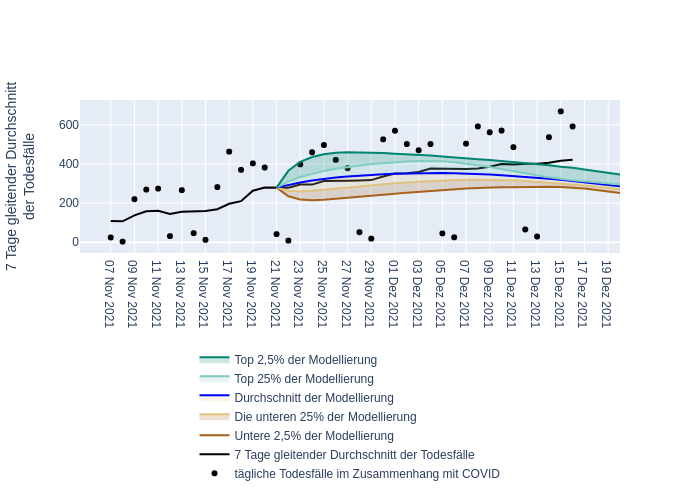 7 Tage gleitender Durchschnitt
der Todesfälle
600
400
200
0
07 Nov 2021
09 Nov 2021
11 Nov 2021
13 Nov 2021
15 Nov 2021
17 Nov 2021
19 Nov 2021
21 Nov 2021
23 Nov 2021
25 Nov 2021
27 Nov 2021
29 Nov 2021
01 Dez 2021
03 Dez 2021
05 Dez 2021
07 Dez 2021
09 Dez 2021
11 Dez 2021
13 Dez 2021
15 Dez 2021
17 Dez 2021
19 Dez 2021
Top 2,5% der Modellierung
Top 25% der Modellierung
Durchschnitt der Modellierung
Die unteren 25% der Modellierung
Untere 2,5% der Modellierung
7 Tage gleitender Durchschnitt der Todesfälle
tägliche Todesfälle im Zusammenhang mit COVID